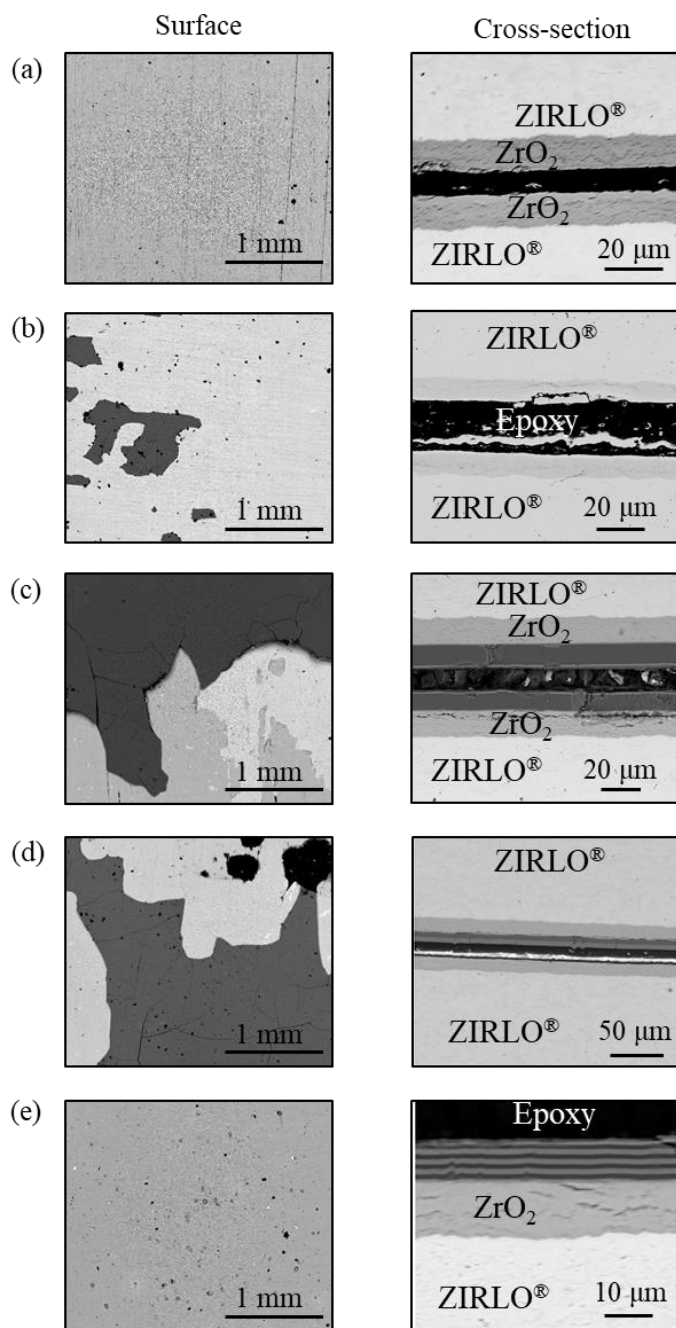 Surface Cross-section
(a)
ZIRLO®
ZrO₂
ZrO₂
1 mm
ZIRLO® 20 μm
(b)
ZIRLO®
Epoxy
1 mm
ZIRLO® 20 μm
(c)
ZIRLO®
ZrO₂
ZrO₂
1 mm
ZIRLO® 20 μm
(d)
ZIRLO®
1 mm
ZIRLO® 50 μm
(e)
Epoxy
ZrO₂
1 mm
ZIRLO® 10 μm